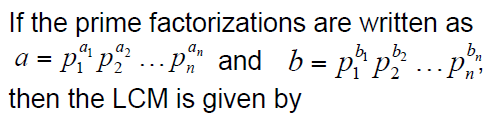 If the prime factorizations are written as
a = p₁^{a₁} p₂^{a₂} … pₙ^{aₙ} and b = p₁^{b₁} p₂^{b₂} … pₙ^{bₙ},
then the LCM is given by